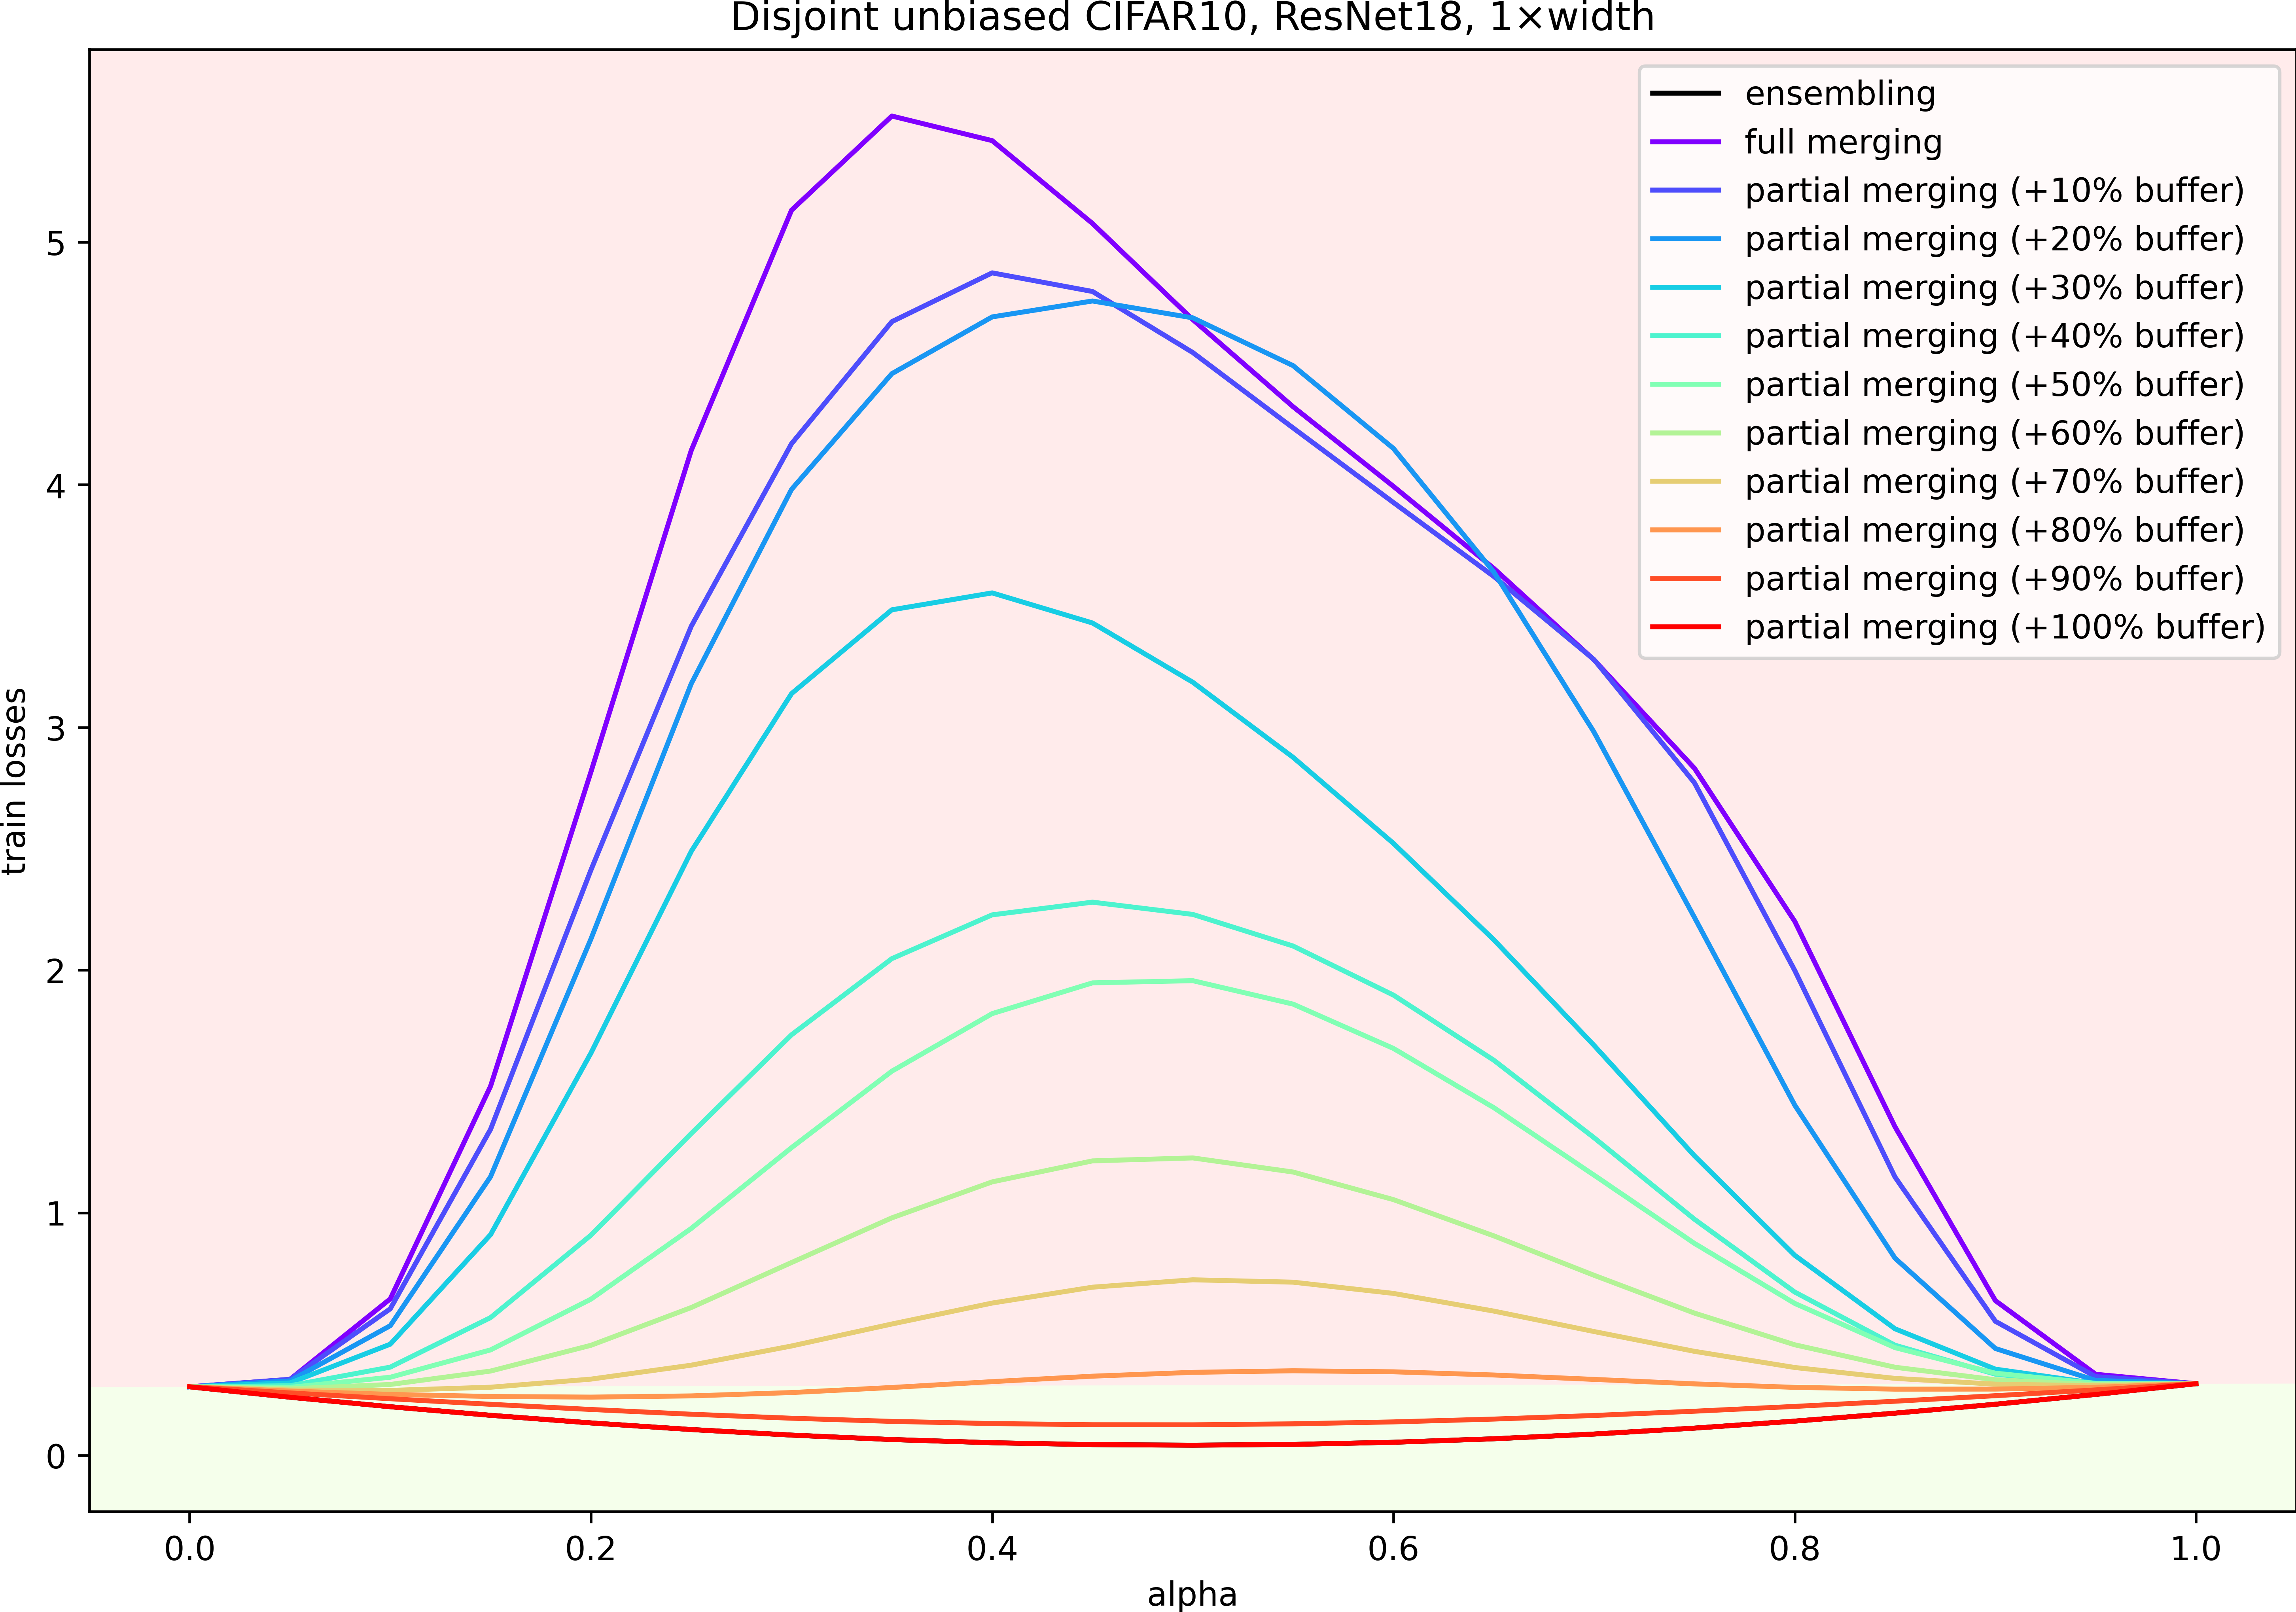 Disjoint unbiased CIFAR10, ResNet18, 1×width
ensembling
full merging
partial merging (+10% buffer)
partial merging (+20% buffer)
partial merging (+30% buffer)
partial merging (+40% buffer)
partial merging (+50% buffer)
partial merging (+60% buffer)
partial merging (+70% buffer)
partial merging (+80% buffer)
partial merging (+90% buffer)
partial merging (+100% buffer)
train losses
5
4
3
2
1
0
0.0 0.2 0.4 0.6 0.8 1.0
alpha